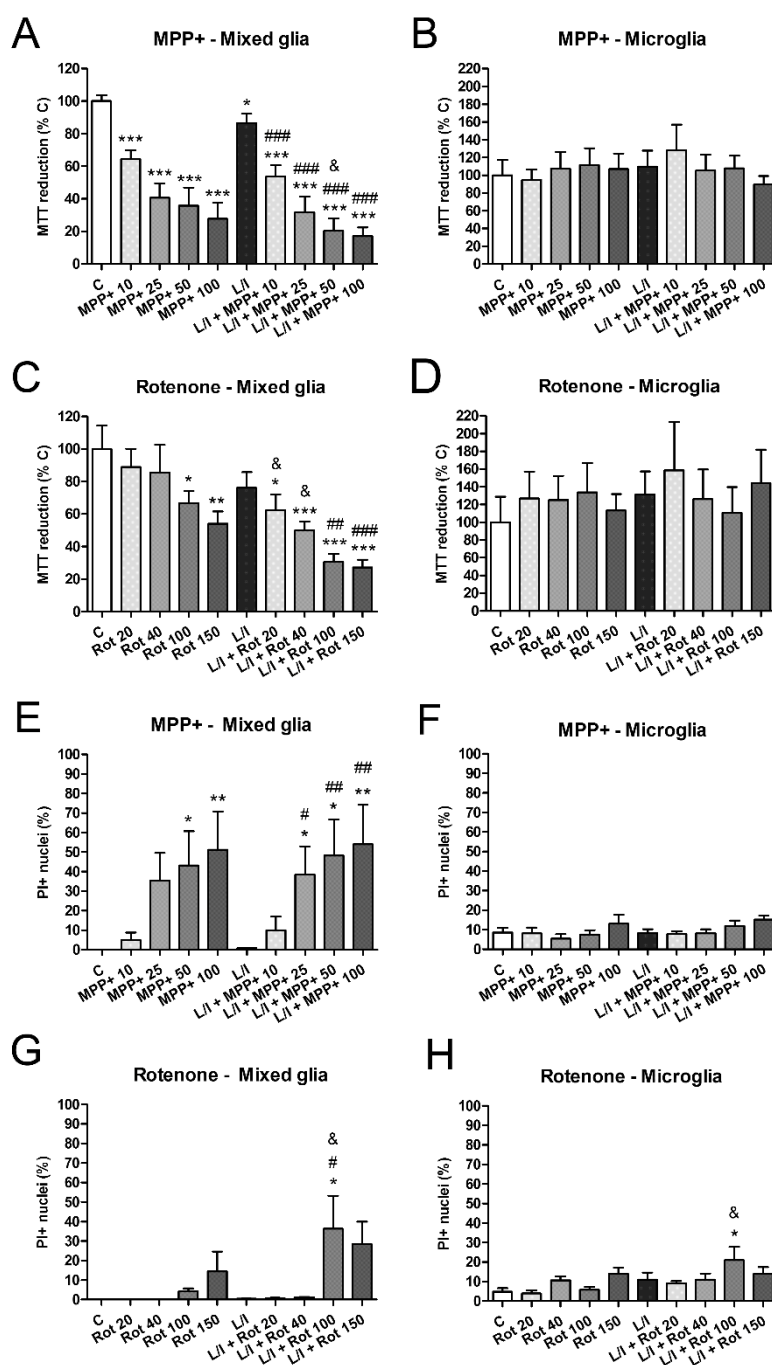 A
MPP+ - Mixed glia
MTT reduction (% C)
120
100
80
60
40
20
0
***
***
***
***
*
###
***
###
***
&
###
***
###
***
C
MPP+ 10
MPP+ 25
MPP+ 50
MPP+ 100
L/I
L/I + MPP+ 10
L/I + MPP+ 25
L/I + MPP+ 50
L/I + MPP+ 100
B
MPP+ - Microglia
MTT reduction (% C)
220
200
180
160
140
120
100
80
60
40
20
0
C
MPP+ 10
MPP+ 25
MPP+ 50
MPP+ 100
L/I
L/I + MPP+ 10
L/I + MPP+ 25
L/I + MPP+ 50
L/I + MPP+ 100
C
Rotenone - Mixed glia
MTT reduction (% C)
120
100
80
60
40
20
0
*
**
&
*
&
***
##
***
###
***
C
Rot 20
Rot 40
Rot 100
Rot 150
L/I
L/I + Rot 20
L/I + Rot 40
L/I + Rot 100
L/I + Rot 150
D
Rotenone - Microglia
MTT reduction (% C)
220
200
180
160
140
120
100
80
60
40
20
0
C
Rot 20
Rot 40
Rot 100
Rot 150
L/I
L/I + Rot 20
L/I + Rot 40
L/I + Rot 100
L/I + Rot 150
E
MPP+ - Mixed glia
PI+ nuclei (%)
100
90
80
70
60
50
40
30
20
10
0
*
**
#
*
##
*
##
**
C
MPP+ 10
MPP+ 25
MPP+ 50
MPP+ 100
L/I
L/I + MPP+ 10
L/I + MPP+ 25
L/I + MPP+ 50
L/I + MPP+ 100
F
MPP+ - Microglia
PI+ nuclei (%)
100
90
80
70
60
50
40
30
20
10
0
C
MPP+ 10
MPP+ 25
MPP+ 50
MPP+ 100
L/I
L/I + MPP+ 10
L/I + MPP+ 25
L/I + MPP+ 50
L/I + MPP+ 100
G
Rotenone - Mixed glia
PI+ nuclei (%)
100
90
80
70
60
50
40
30
20
10
0
&
#
*
C
Rot 20
Rot 40
Rot 100
Rot 150
L/I
L/I + Rot 20
L/I + Rot 40
L/I + Rot 100
L/I + Rot 150
H
Rotenone - Microglia
PI+ nuclei (%)
100
90
80
70
60
50
40
30
20
10
0
&
*
C
Rot 20
Rot 40
Rot 100
Rot 150
L/I
L/I + Rot 20
L/I + Rot 40
L/I + Rot 100
L/I + Rot 150